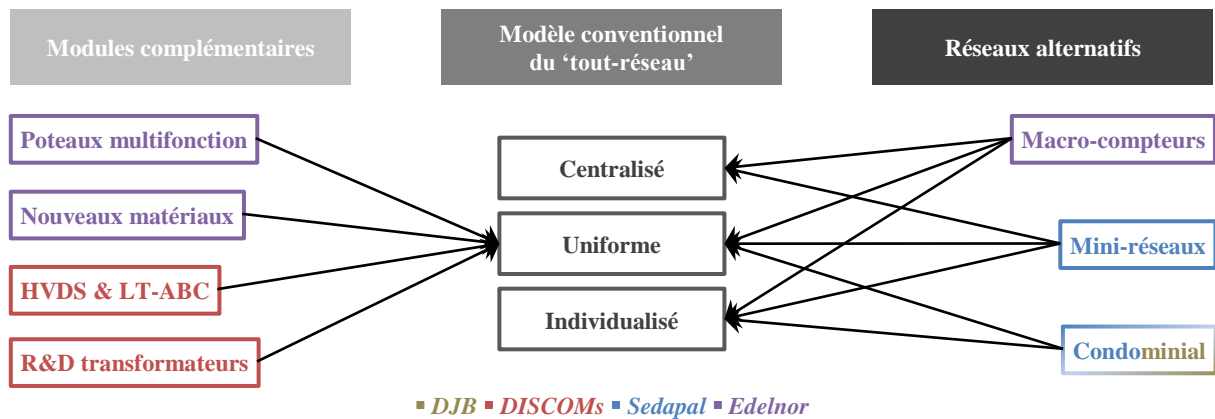 Modules complémentaires
Modèle conventionnel
du ‘tout-réseau’
Réseaux alternatifs
Poteaux multifonction
Nouveaux matériaux
HVDS & LT-ABC
R&D transformateurs
Centralisé
Uniforme
Individualisé
Macro-compteurs
Mini-réseaux
Condominial
DJB DISCOMs Sedapal Edelnor